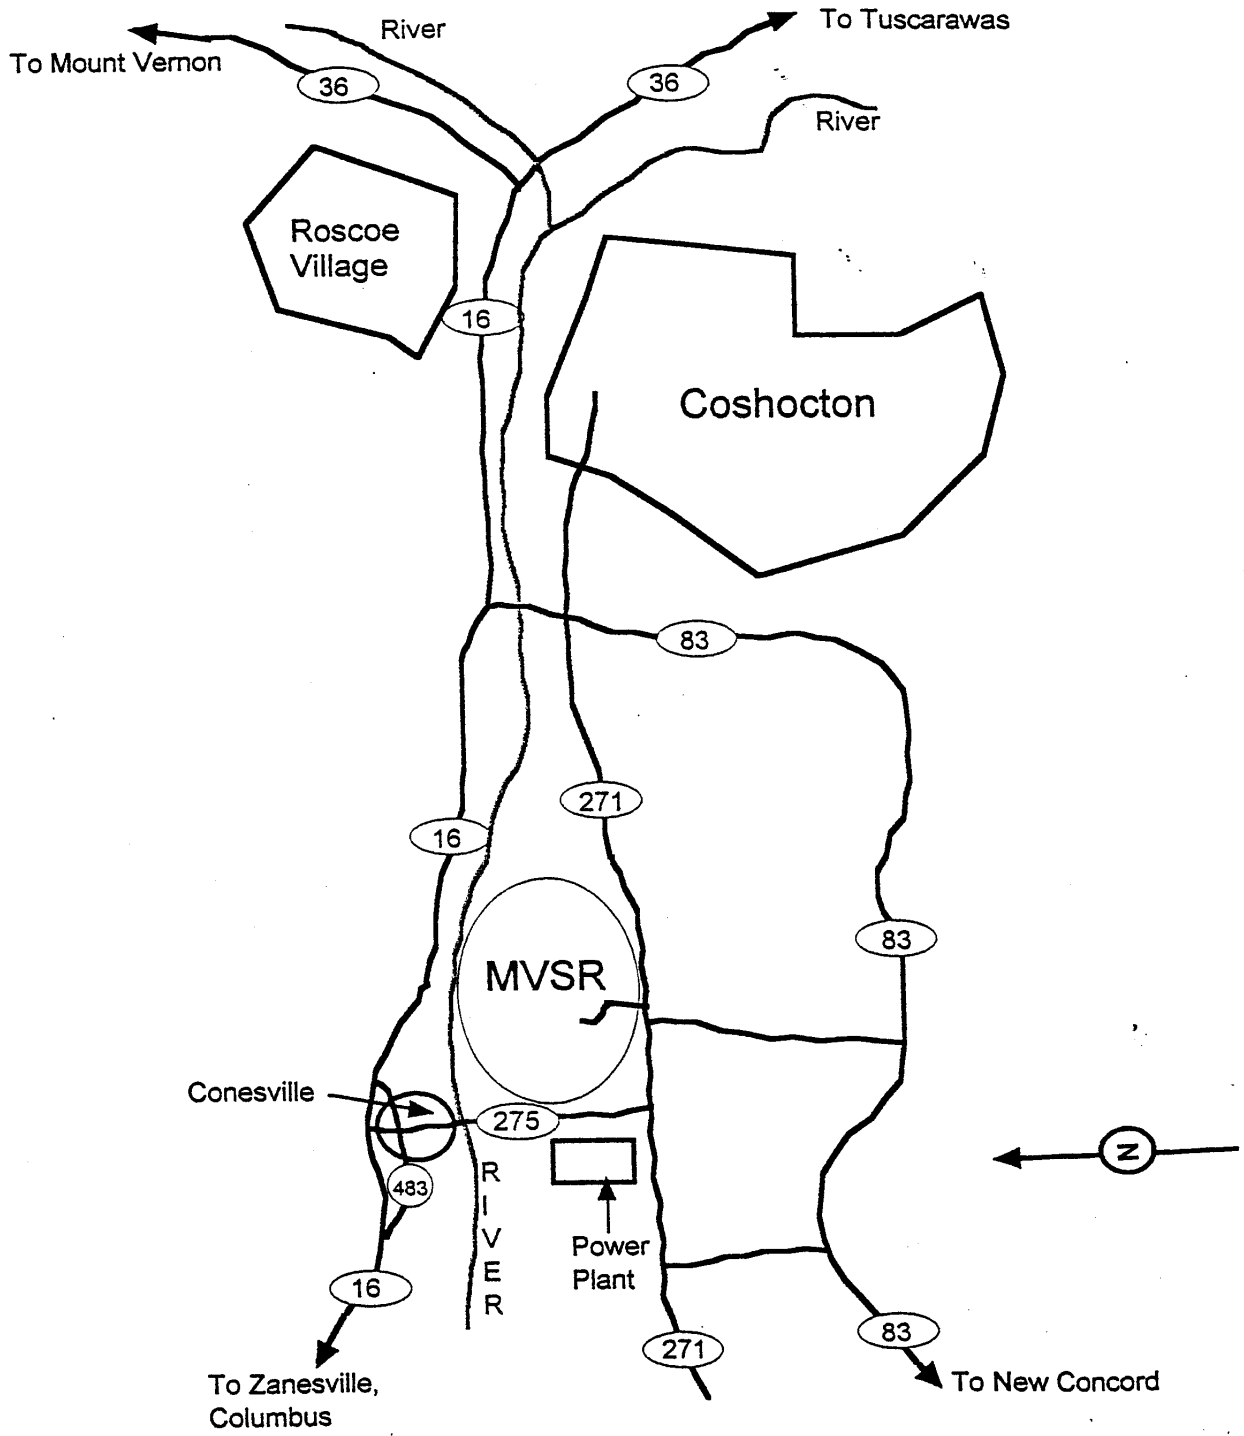 To Tuscarawas
River
To Mount Vernon
36
36
River
Roscoe
Village
16
Coshocton
83
271
16
83
MVSR
Conesville
275
N
483
RIVER
Power
Plant
16
83
271
To Zanesville,
Columbus
To New Concord